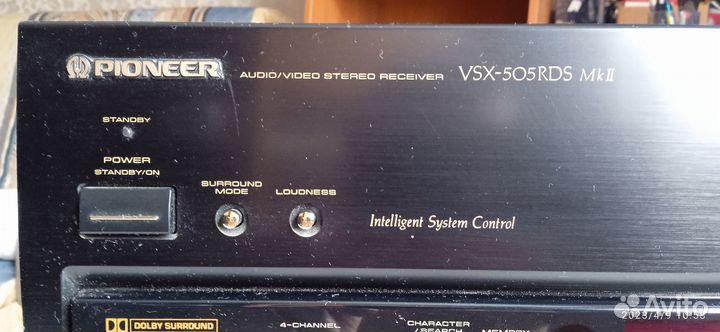 PIONEER
AUDIO/VIDEO STEREO RECEIVER VSX-505RDS MkII
STANDBY
POWER
STANDBY/ON
SURROUND
MODE
LOUDNESS
Intelligent System Control
DOLBY SURROUND
4-CHANNEL
CHARACTER
/SEARCH
MEMORY
Avito
2023/4/9 10:58